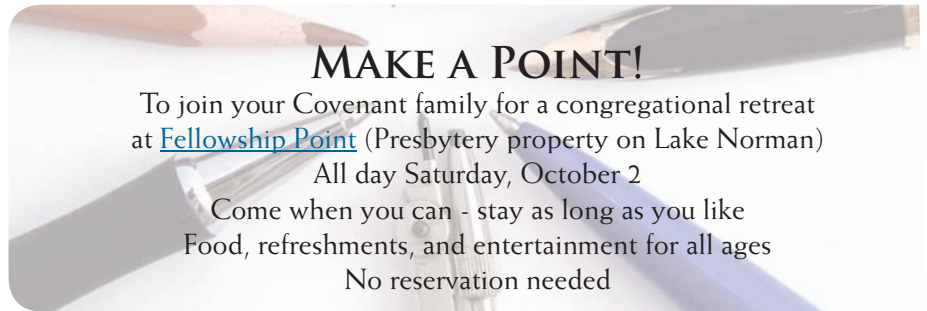 MAKE A POINT!
To join your Covenant family for a congregational retreat
at Fellowship Point (Presbytery property on Lake Norman)
All day Saturday, October 2
Come when you can - stay as long as you like
Food, refreshments, and entertainment for all ages
No reservation needed